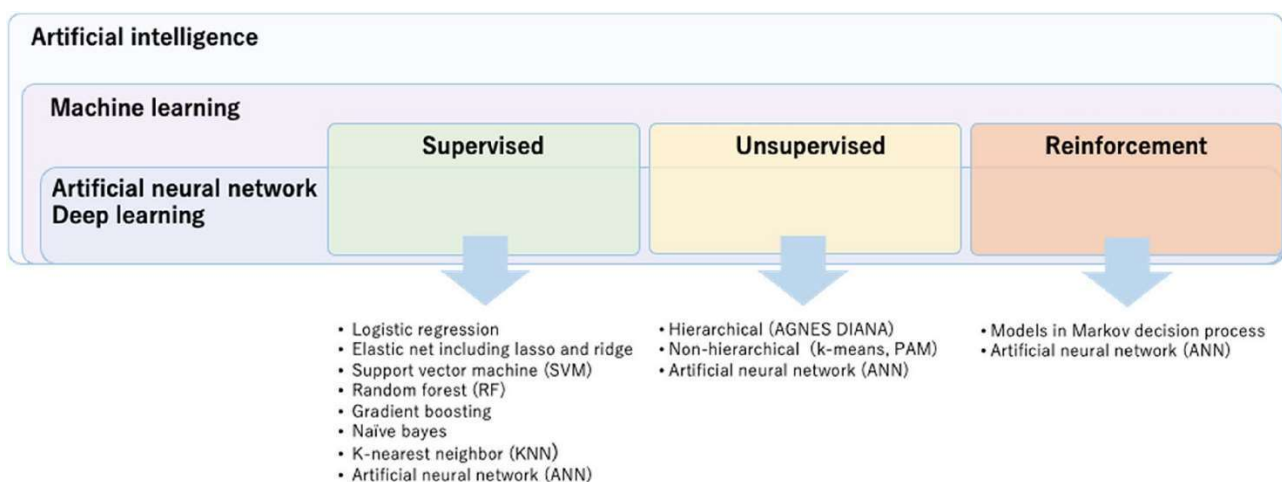 Artificial intelligence
Machine learning
Supervised
Unsupervised
Reinforcement
Artificial neural network
Deep learning
• Logistic regression
• Elastic net including lasso and ridge
• Support vector machine (SVM)
• Random forest (RF)
• Gradient boosting
• Naïve bayes
• K-nearest neighbor (KNN)
• Artificial neural network (ANN)
• Hierarchical (AGNES DIANA)
• Non-hierarchical (k-means, PAM)
• Artificial neural network (ANN)
• Models in Markov decision process
• Artificial neural network (ANN)